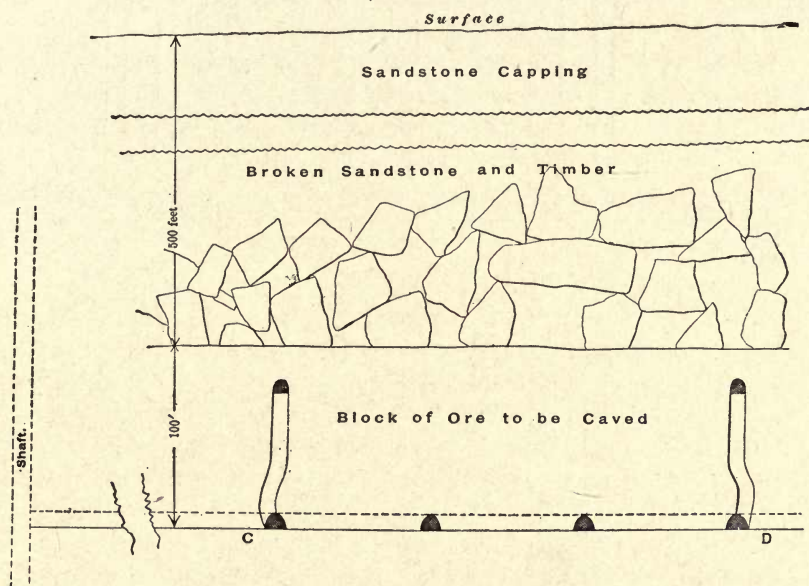 Surface
Sandstone Capping
Broken Sandstone and Timber
500 feet
Block of Ore to be Caved
100'
Shaft.
C
D